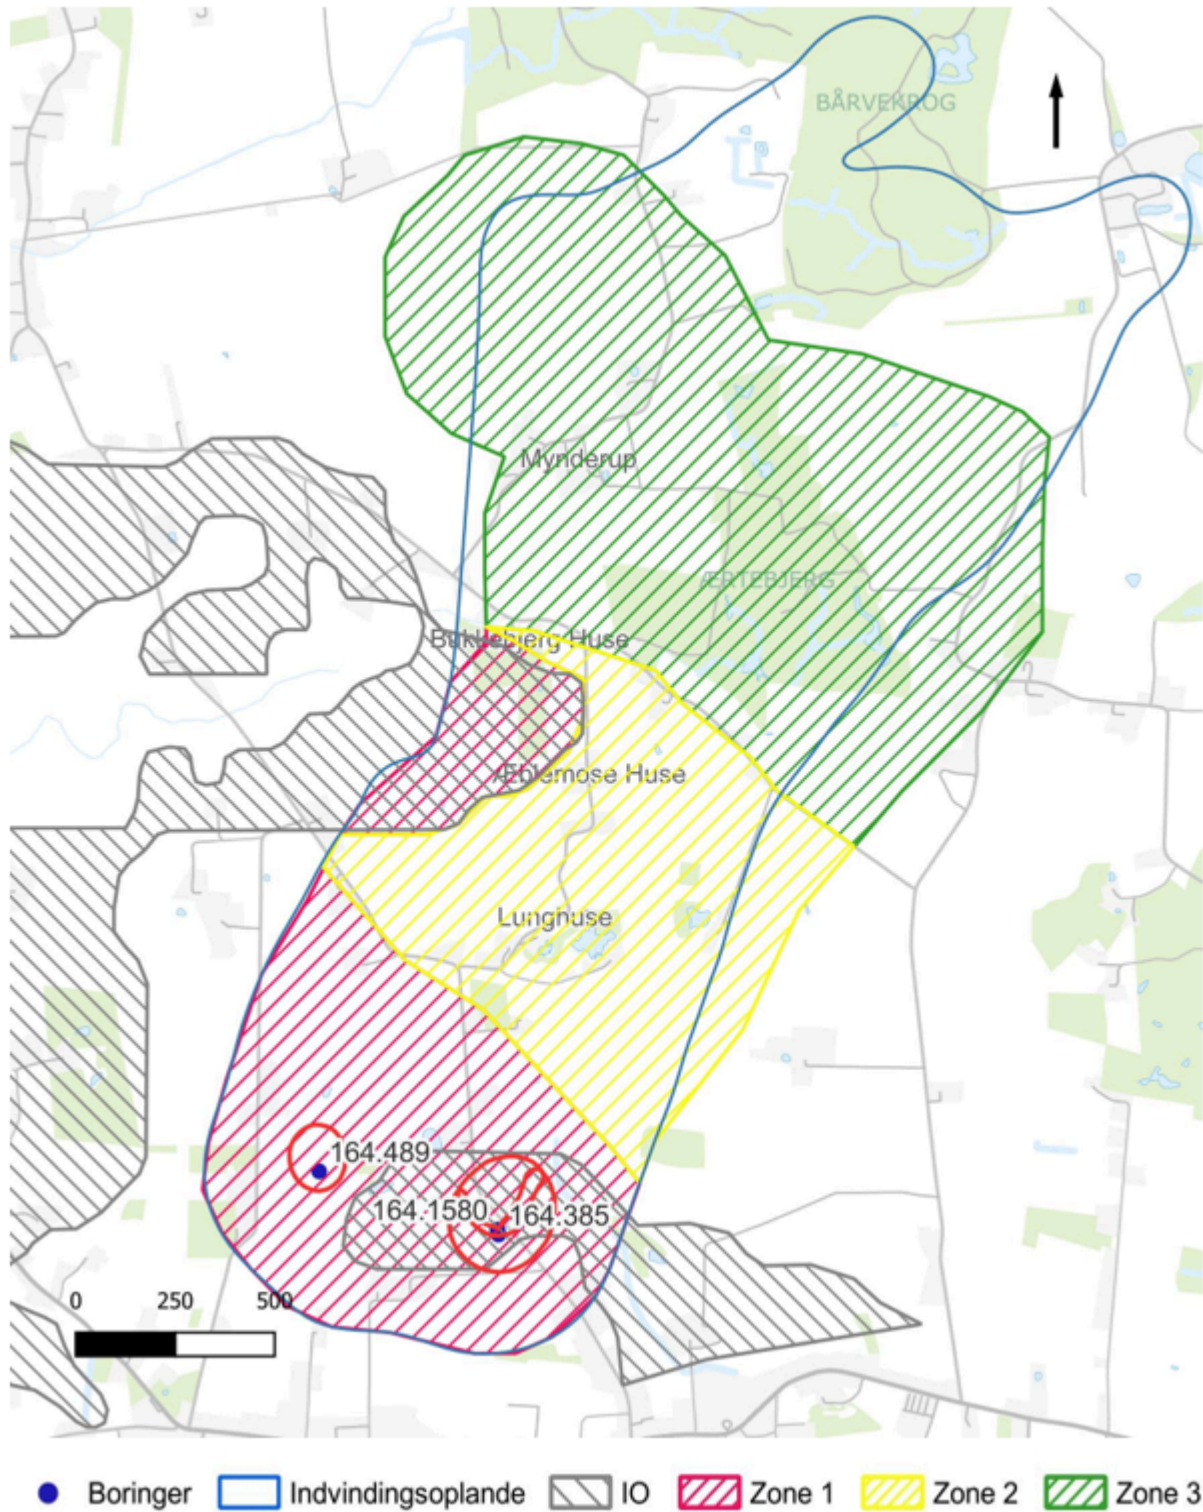 BÅRVEKROG
Mynderup
ÆRTEBJERG
Bukkebjerg Huse
Æblemose Huse
Lunghuse
164.489
164.1580
164.385
0 250 500
Boringer Indvindingsoplande IO Zone 1 Zone 2 Zone 3